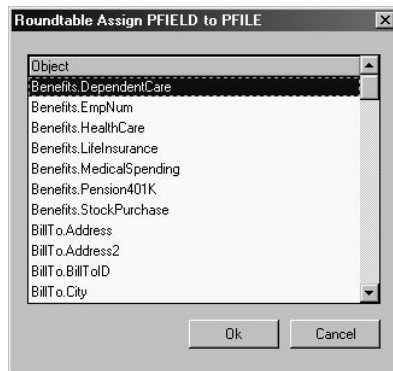 Roundtable Assign PFIELD to PFILE
Object
Benefits.DependentCare
Benefits.EmpNum
Benefits.HealthCare
Benefits.LifeInsurance
Benefits.MedicalSpending
Benefits.Pension401K
Benefits.StockPurchase
BillTo.Address
BillTo.Address2
BillTo.BillToID
BillTo.City
Ok Cancel